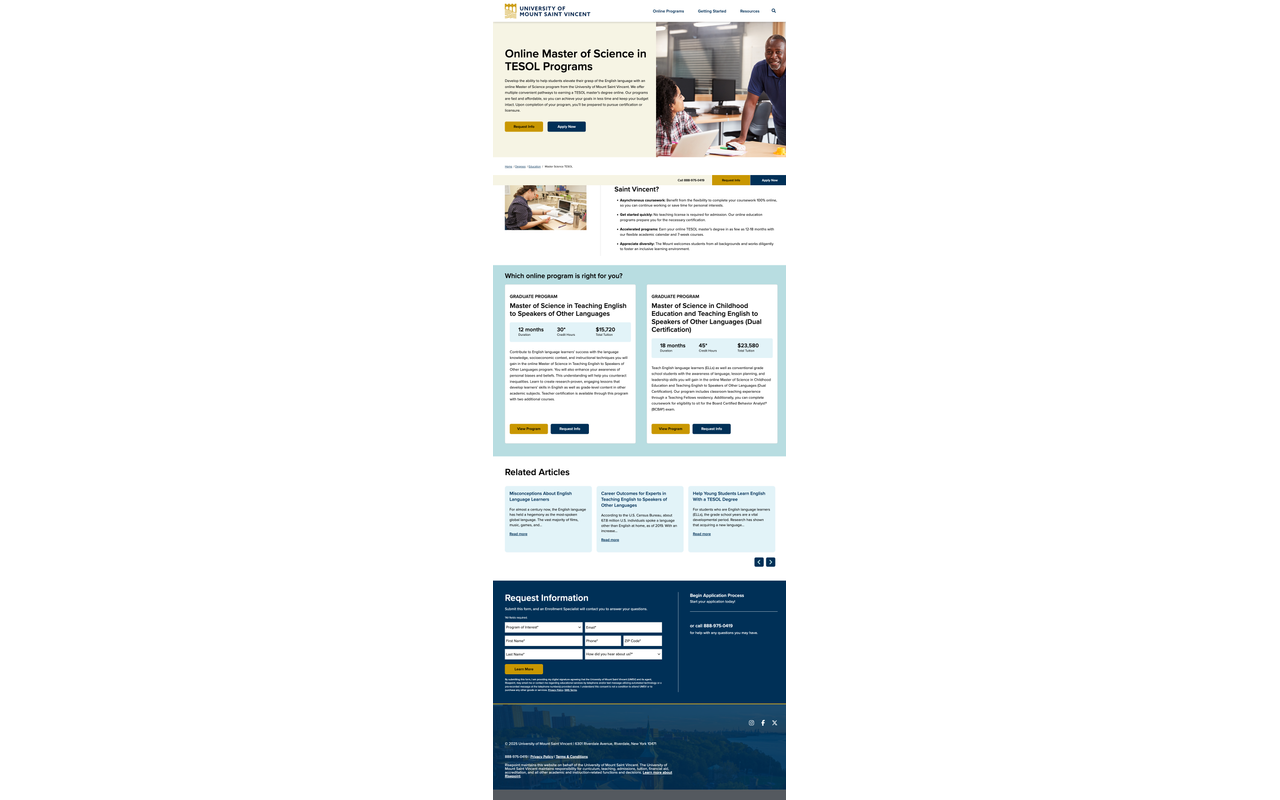 UNIVERSITY OF
MOUNT SAINT VINCENT
Online Programs
Getting Started
Resources
Online Master of Science in
TESOL Programs
Develop the ability to help students elevate their grasp of the English language with an
online Master of Science program from the University of Mount Saint Vincent. We offer
multiple convenient pathways to earning a TESOL master's degree online. Our programs
are fast and affordable, so you can achieve your goals in less time and keep your budget
intact. Upon completion of your program, you'll be prepared to pursue certification or
licensure.
Request Info
Apply Now
Home / Programs / Education / Master Science TESOL
Call 888-975-0419
Request Info
Apply Now
Saint Vincent?
• Asynchronous coursework: Benefit from the flexibility to complete your coursework 100% online,
so you can continue working or save time for personal interests.
• Get started quickly: No teaching license is required for admission. Our online education
programs prepare you for the necessary certification.
• Accelerated programs: Earn your online TESOL master's degree in as few as 12-18 months with
our flexible academic calendar and 7-week courses.
• Appreciate diversity: The Mount welcomes students from all backgrounds and works diligently
to foster an inclusive learning environment.
Which online program is right for you?
GRADUATE PROGRAM
Master of Science in Teaching English
to Speakers of Other Languages
12 months
30*
$15,720
Duration
Credit Hours
Total Tuition
Contribute to English language learners' success with the language
knowledge, socioeconomic context, and instructional techniques you will
gain in the online Master of Science in Teaching English to Speakers of
Other Languages program. You will also enhance your awareness of
personal biases and beliefs. This understanding will help you counteract
inequalities. Learn to create research-proven, engaging lessons that
develop learners' skills in English as well as grade-level content in other
academic subjects. Teacher certification is available through this program
with two additional courses.
View Program
Request Info
GRADUATE PROGRAM
Master of Science in Childhood
Education and Teaching English to
Speakers of Other Languages (Dual
Certification)
18 months
45*
$23,580
Duration
Credit Hours
Total Tuition
Teach English language learners (ELLs) as well as conventional grade
school students with the awareness of language, lesson planning, and
leadership skills you will gain in the online Master of Science in Childhood
Education and Teaching English to Speakers of Other Languages (Dual
Certification). Our program includes classroom teaching experience
through a Teaching Fellows residency. Additionally, you can complete
coursework for eligibility to sit for the Board Certified Behavior Analyst®
(BCBA®) exam.
View Program
Request Info
Related Articles
Misconceptions About English
Language Learners
For almost a century now, the English language
has held a hegemony as the most-spoken
global language. The vast majority of films,
music, games, and...
Read more
Career Outcomes for Experts in
Teaching English to Speakers of
Other Languages
According to the U.S. Census Bureau, about
67.8 million U.S. individuals spoke a language
other than English at home, as of 2019. With an
increase...
Read more
Help Young Students Learn English
With a TESOL Degree
For students who are English language learners
(ELLs), the grade school years are a vital
developmental period. Research has shown
that acquiring a new language...
Read more
Request Information
Submit this form, and an Enrollment Specialist will contact you to answer your questions.
*All fields required.
Program of Interest*
Email*
First Name*
Phone*
ZIP Code*
Last Name*
How did you hear about us?*
Learn More
Privacy Policy
SMS Terms
Begin Application Process
Start your application today!
or call 888-975-0419
for help with any questions you may have.
© 2025 University of Mount Saint Vincent | 6301 Riverdale Avenue, Riverdale, New York 10471
888-975-0419 | Privacy Policy | Terms & Conditions
Risepoint maintains this website on behalf of the University of Mount Saint Vincent. The University of
Mount Saint Vincent maintains responsibility for curriculum, teaching, admissions, tuition, financial aid,
accreditation, and all other academic and instruction-related functions and decisions. Learn more about
Risepoint.